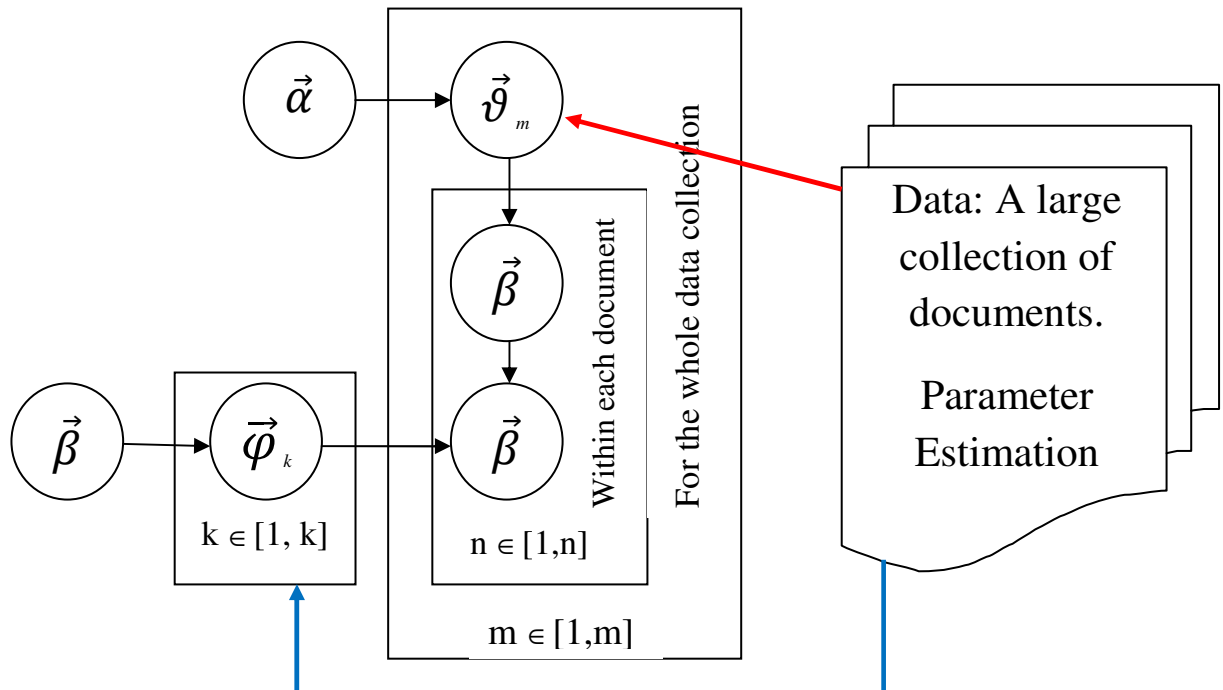 α⃗
ϑ⃗ m
β⃗
β⃗
β⃗
φ⃗ k
k ∈ [1, k]
n ∈ [1,n]
m ∈ [1,m]
Within each document
For the whole data collection
Data: A large
collection of
documents.
Parameter
Estimation